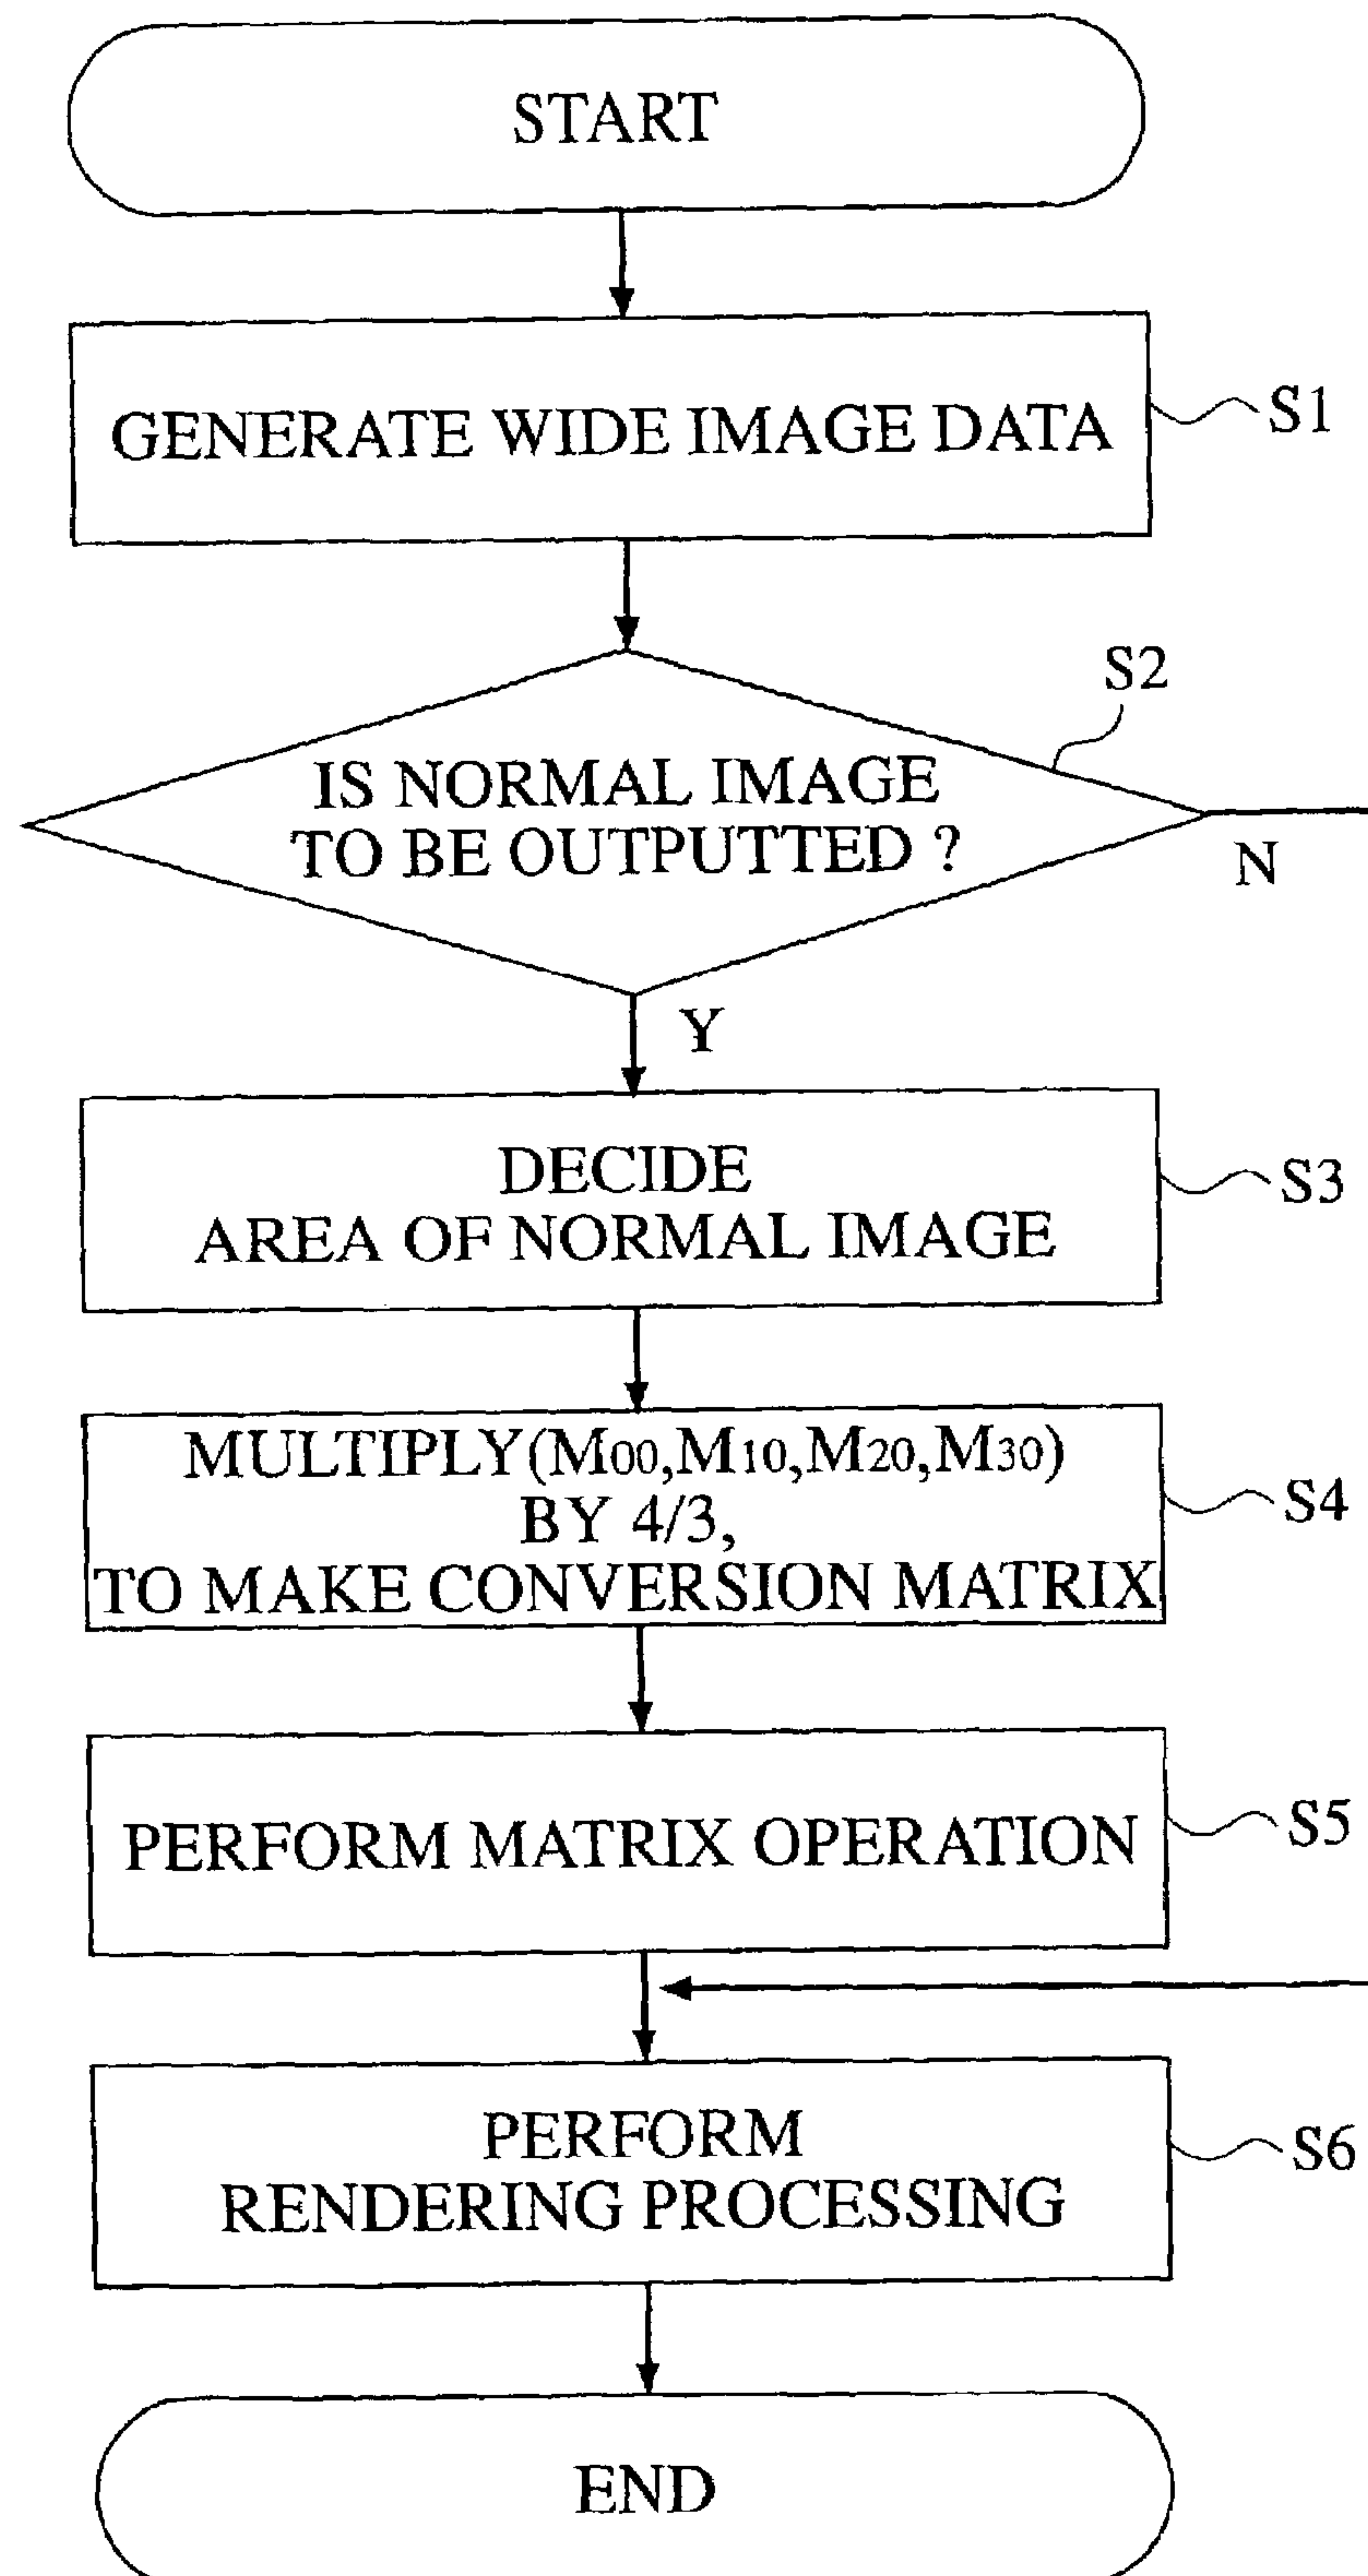 START
GENERATE WIDE IMAGE DATA
S1
S2
IS NORMAL IMAGE
TO BE OUTPUTTED ?
N
Y
DECIDE
AREA OF NORMAL IMAGE
S3
MULTIPLY(M00,M10,M20,M30)
BY 4/3,
TO MAKE CONVERSION MATRIX
S4
PERFORM MATRIX OPERATION
S5
PERFORM
RENDERING PROCESSING
S6
END